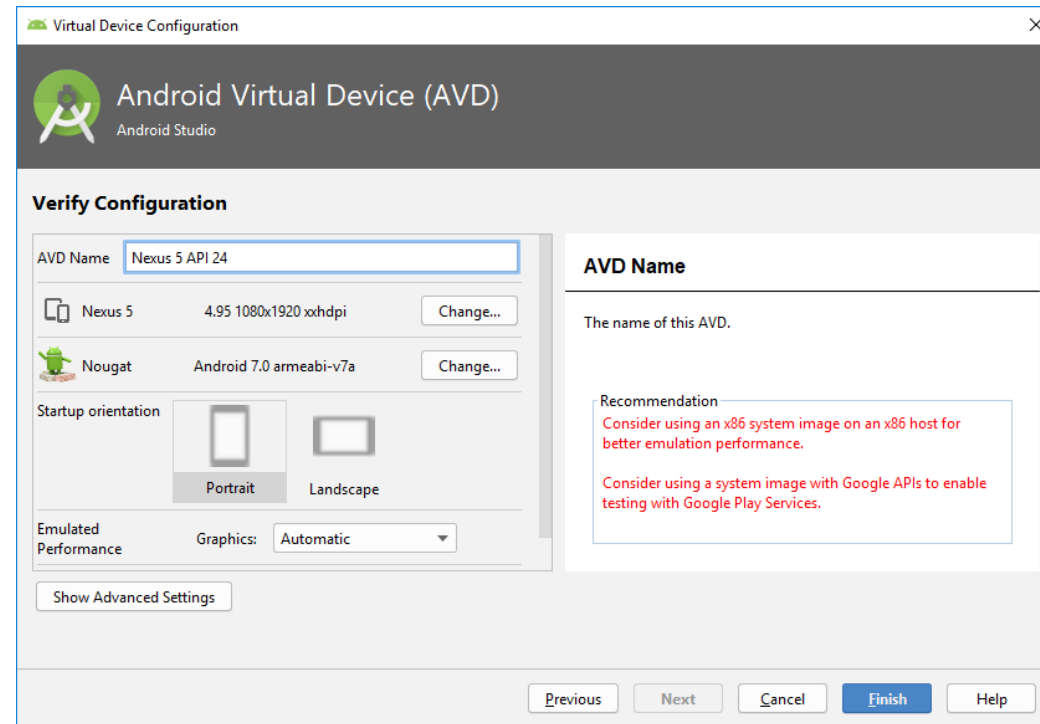 Virtual Device Configuration
Android Virtual Device (AVD)
Android Studio
Verify Configuration
AVD Name Nexus 5 API 24
Nexus 5 4.95 1080x1920 xxhdpi Change...
Nougat Android 7.0 armeabi-v7a Change...
Startup orientation
Portrait Landscape
Emulated
Performance Graphics: Automatic
Show Advanced Settings
AVD Name
The name of this AVD.
Recommendation
Consider using an x86 system image on an x86 host for
better emulation performance.
Consider using a system image with Google APIs to enable
testing with Google Play Services.
Previous Next Cancel Finish Help